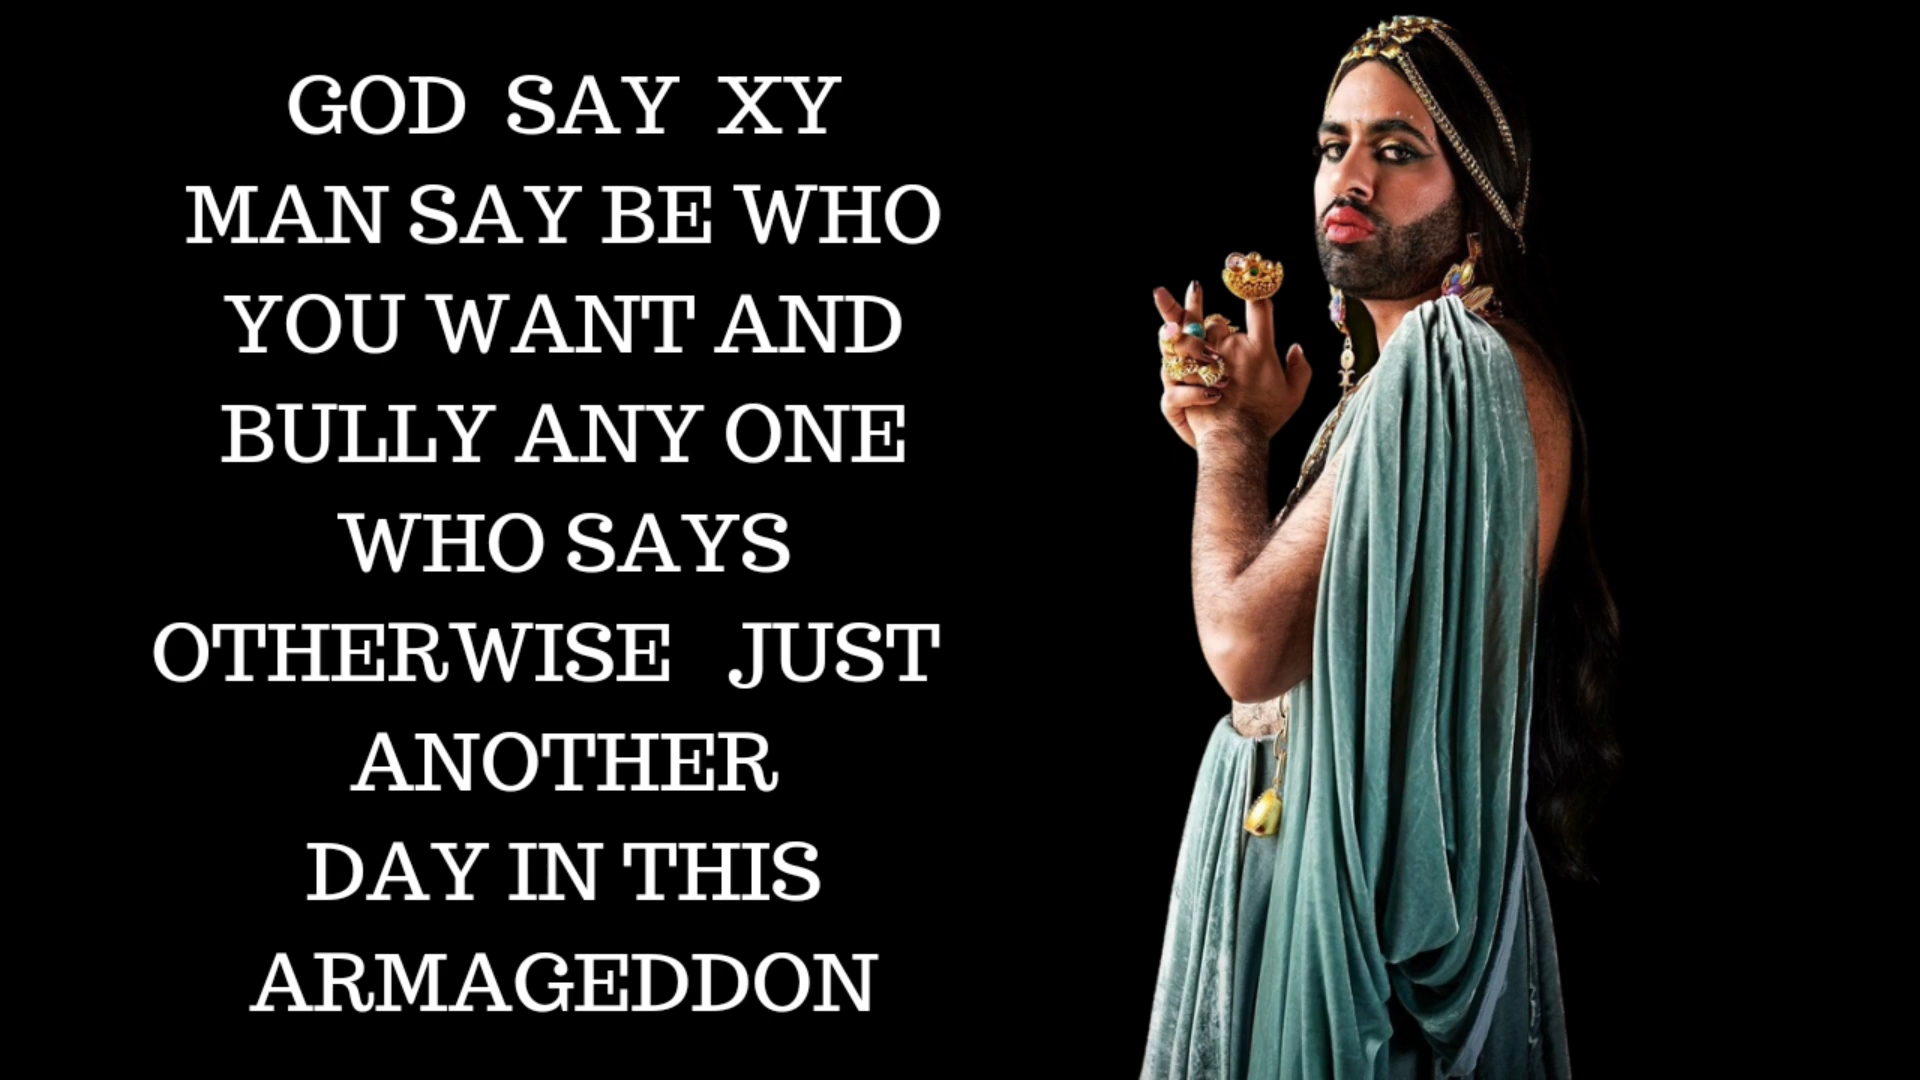 GOD SAY XY
MAN SAY BE WHO
YOU WANT AND
BULLY ANY ONE
WHO SAYS
OTHERWISE JUST
ANOTHER
DAY IN THIS
ARMAGEDDON